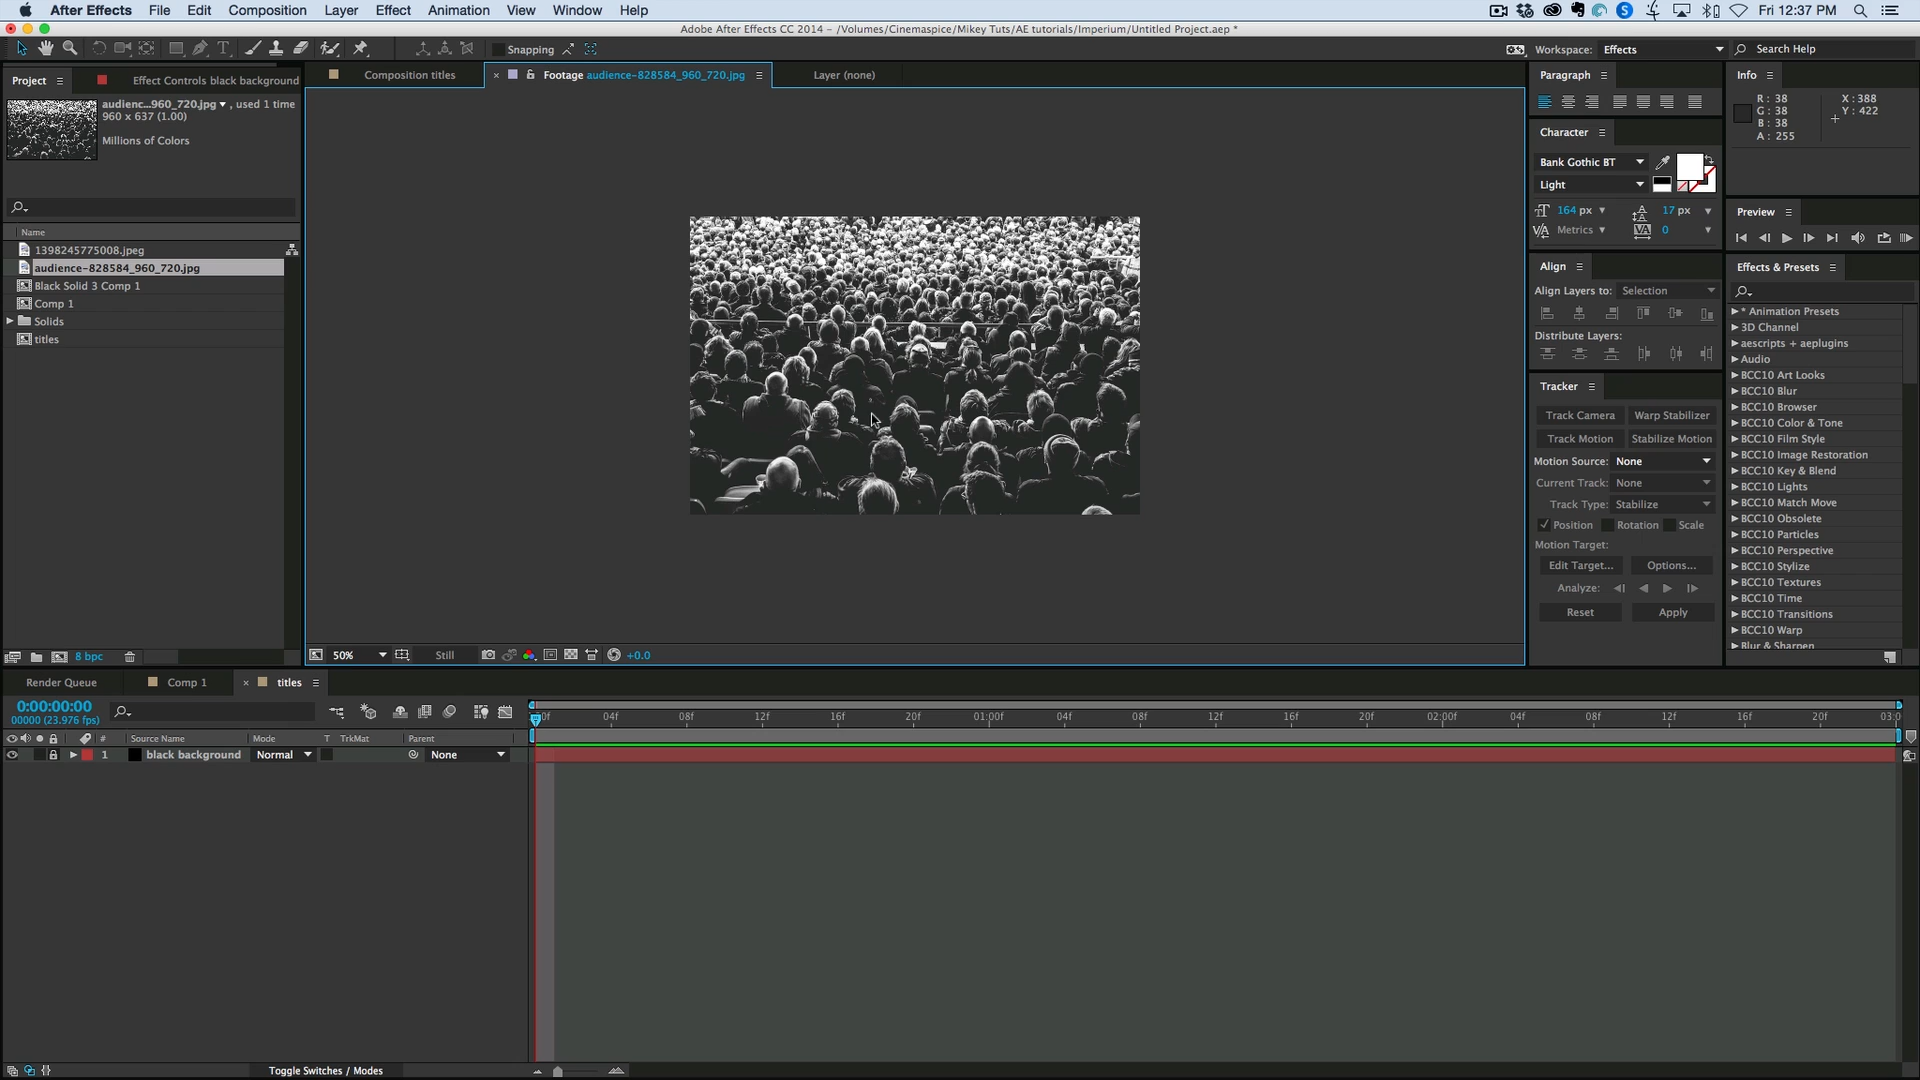 After Effects File Edit Composition Layer Effect Animation View Window Help Fri 12:37 PM
Adobe After Effects CC 2014 - /Volumes/Cinemaspice/Mikey Tuts/AE tutorials/Imperium/Untitled Project.aep *
Snapping Workspace: Effects Search Help
Project Effect Controls black background Composition titles Footage audience-828584_960_720.jpg Layer (none) Paragraph Info
audienc...960_720.jpg , used 1 time
960 x 637 (1.00)
Millions of Colors
R: 38 X: 388
G: 38 Y: 422
B: 38
A: 255
Character
Bank Gothic BT
Light
164 px 17 px
Metrics 0
Preview
Name
1398245775008.jpeg
audience-828584_960_720.jpg
Black Solid 3 Comp 1
Comp 1
Solids
titles
Align
Align Layers to: Selection
Distribute Layers:
Tracker
Track Camera Warp Stabilizer
Track Motion Stabilize Motion
Motion Source: None
Current Track: None
Track Type: Stabilize
Position Rotation Scale
Motion Target:
Edit Target... Options...
Analyze:
Reset Apply
Effects & Presets
* Animation Presets
3D Channel
aescripts + aeplugins
Audio
BCC10 Art Looks
BCC10 Blur
BCC10 Browser
BCC10 Color & Tone
BCC10 Film Style
BCC10 Image Restoration
BCC10 Key & Blend
BCC10 Lights
BCC10 Match Move
BCC10 Obsolete
BCC10 Particles
BCC10 Perspective
BCC10 Stylize
BCC10 Textures
BCC10 Time
BCC10 Transitions
BCC10 Warp
Blur & Sharpen
8 bpc 50% Still +0.0
Render Queue Comp 1 titles
0:00:00:00
00000 (23.976 fps)
0f 04f 08f 12f 16f 20f 01:00f 04f 08f 12f 16f 20f 02:00f 04f 08f 12f 16f 20f 03:0
# Source Name Mode T TrkMat Parent
1 black background Normal None
Toggle Switches / Modes